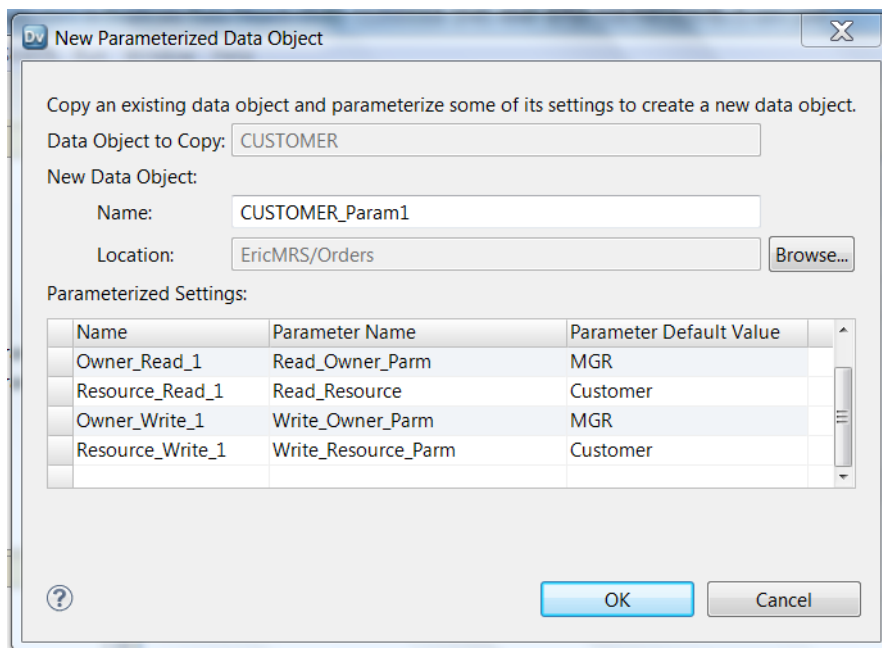 Dv New Parameterized Data Object
Copy an existing data object and parameterize some of its settings to create a new data object.
Data Object to Copy: CUSTOMER
New Data Object:
Name: CUSTOMER_Param1
Location: EricMRS/Orders Browse...
Parameterized Settings:
Name Parameter Name Parameter Default Value
Owner_Read_1 Read_Owner_Parm MGR
Resource_Read_1 Read_Resource Customer
Owner_Write_1 Write_Owner_Parm MGR
Resource_Write_1 Write_Resource_Parm Customer
? OK Cancel